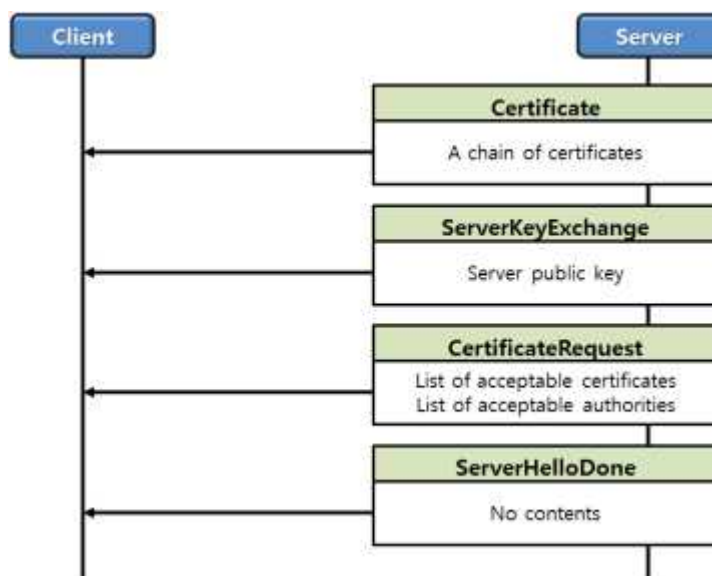 Client
Server
Certificate
A chain of certificates
ServerKeyExchange
Server public key
CertificateRequest
List of acceptable certificates
List of acceptable authorities
ServerHelloDone
No contents